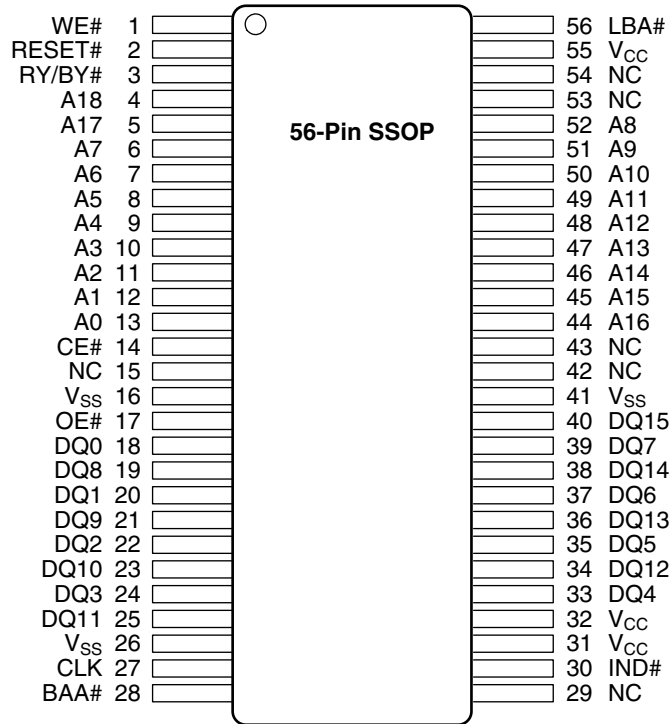 WE# 1 56 LBA#
RESET# 2 55 VCC
RY/BY# 3 54 NC
A18 4 53 NC
A17 5 52 A8
56-Pin SSOP
A7 6 51 A9
A6 7 50 A10
A5 8 49 A11
A4 9 48 A12
A3 10 47 A13
A2 11 46 A14
A1 12 45 A15
A0 13 44 A16
CE# 14 43 NC
NC 15 42 NC
VSS 16 41 VSS
OE# 17 40 DQ15
DQ0 18 39 DQ7
DQ8 19 38 DQ14
DQ1 20 37 DQ6
DQ9 21 36 DQ13
DQ2 22 35 DQ5
DQ10 23 34 DQ12
DQ3 24 33 DQ4
DQ11 25 32 VCC
VSS 26 31 VCC
CLK 27 30 IND#
BAA# 28 29 NC